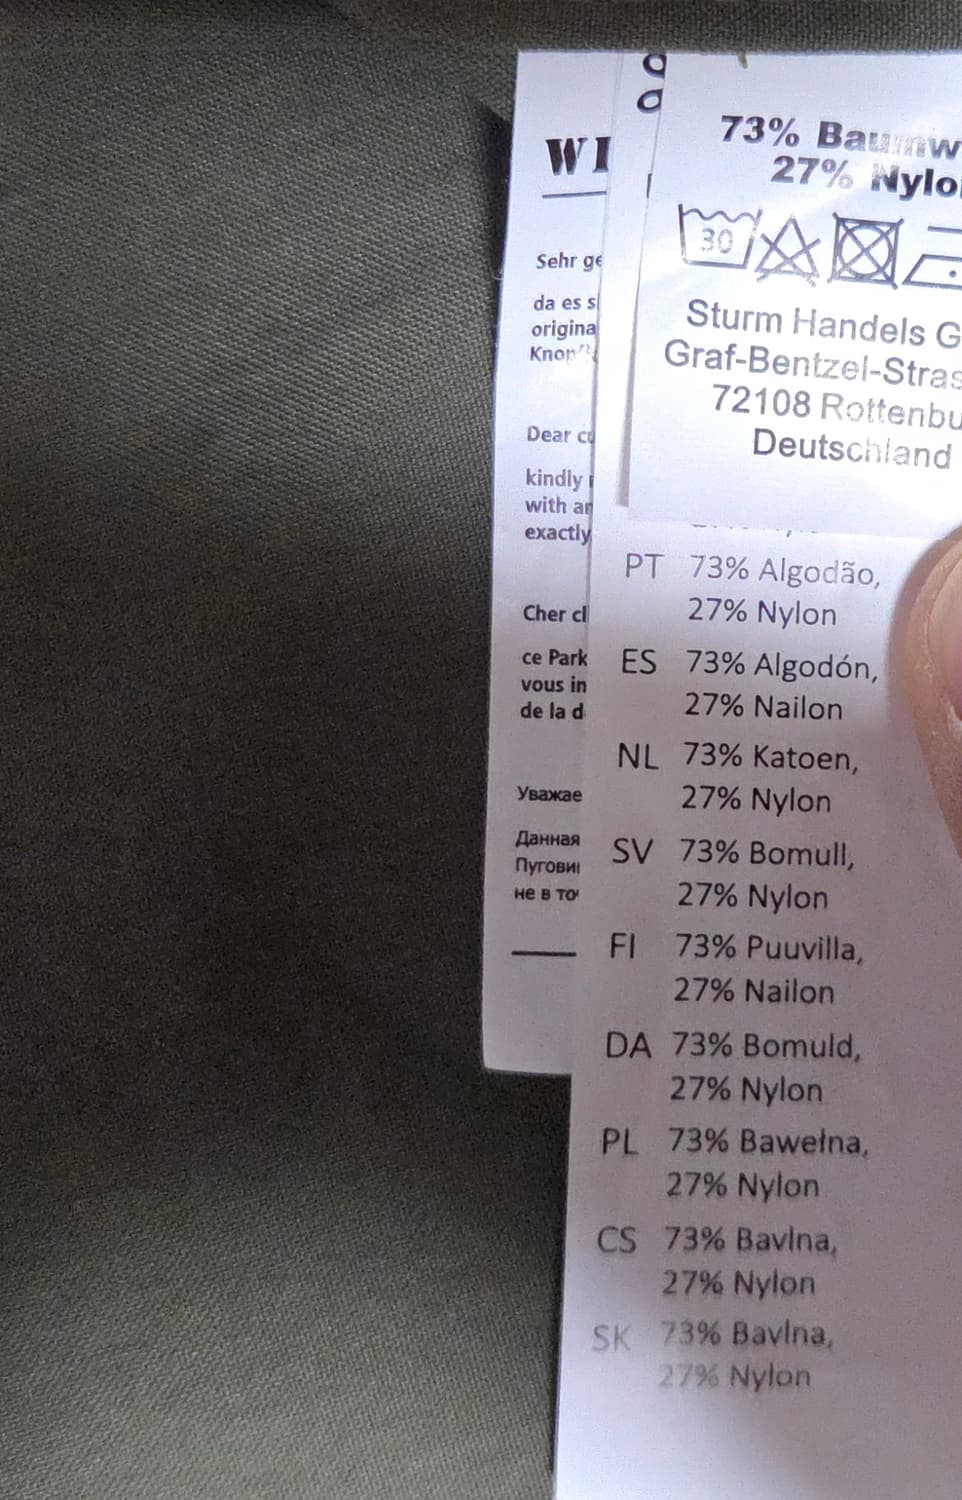 WI
Sehr ge
da es s
origina
Knop
Dear cu
kindly
with an
exactly
Cher cl
ce Park
vous in
de la d
Уважае
Данная
Пугови
не в то
73% Baumw
27% Nylo
30
Sturm Handels G
Graf-Bentzel-Stras
72108 Rottenbu
Deutschland
PT 73% Algodão,
27% Nylon
ES 73% Algodón,
27% Nailon
NL 73% Katoen,
27% Nylon
SV 73% Bomull,
27% Nylon
FI 73% Puuvilla,
27% Nailon
DA 73% Bomuld,
27% Nylon
PL 73% Bawełna,
27% Nylon
CS 73% Bavlna,
27% Nylon
SK 73% Bavlna,
27% Nylon